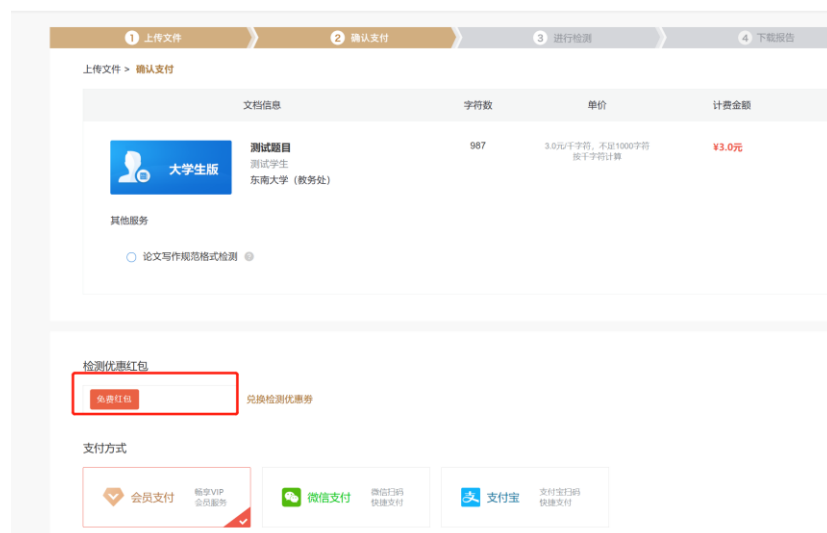 1 上传文件
2 确认支付
3 进行检测
4 下载报告
上传文件 > 确认支付
文档信息
字符数
单价
计费金额
大学生版
测试题目
测试学生
东南大学（教务处）
987
3.0元/千字符，不足1000字符
按千字符计算
¥3.0元
其他服务
论文写作规范格式检测 ?
检测优惠红包
免费红包
兑换检测优惠券
支付方式
会员支付
畅享VIP
会员服务
微信支付
微信扫码
快捷支付
支
支付宝
支付宝扫码
快捷支付